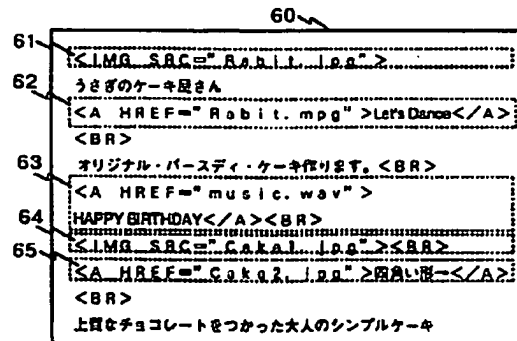 60
61
<IMG SRC="Rabit.jpg">
うさぎのケーキ屋さん
62
<A HREF="Rabit.mpg">Let's Dance</A>
<BR>
オリジナル・バースディ・ケーキ作ります。<BR>
63
<A HREF="music.wav">
HAPPY BIRTHDAY</A><BR>
64
<IMG SRC="Cake1.jpg"><BR>
65
<A HREF="Cake2.jpg">四角い形→</A>
<BR>
上質なチョコレートをつかった大人のシンプルケーキ